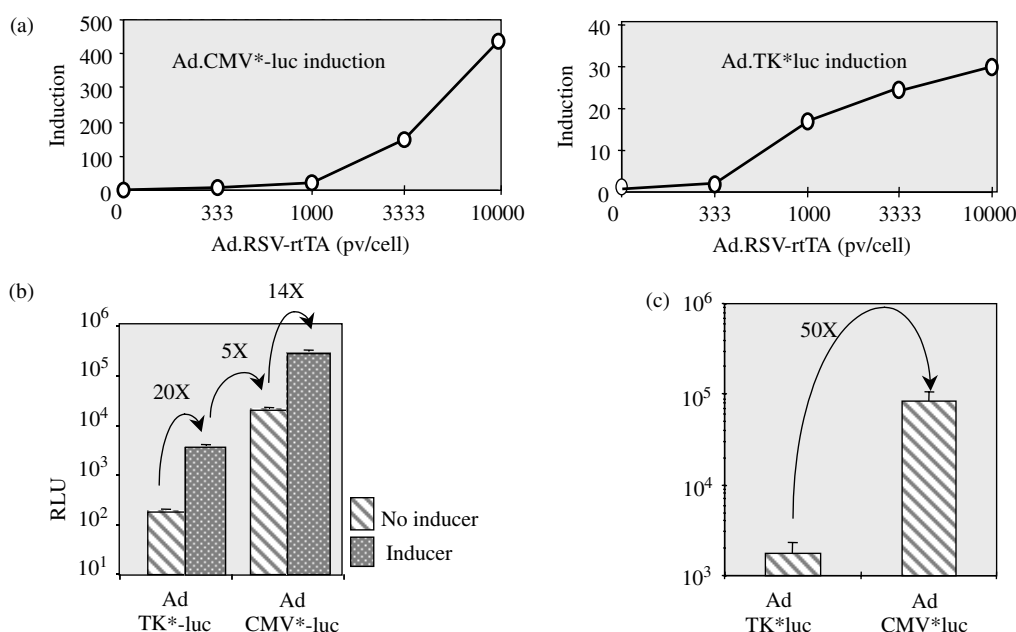 (a)
500
400
300
200
100
0
Induction
Ad.CMV*-luc induction
0 333 1000 3333 10000
Ad.RSV-rtTA (pv/cell)
40
30
20
10
0
Induction
Ad.TK*luc induction
0 333 1000 3333 10000
Ad.RSV-rtTA (pv/cell)
(b)
10^6
10^5
10^4
10^3
10^2
10^1
RLU
20X
5X
14X
No inducer
Inducer
Ad
TK*-luc
Ad
CMV*-luc
(c)
10^6
10^5
10^4
10^3
50X
Ad
TK*luc
Ad
CMV*luc